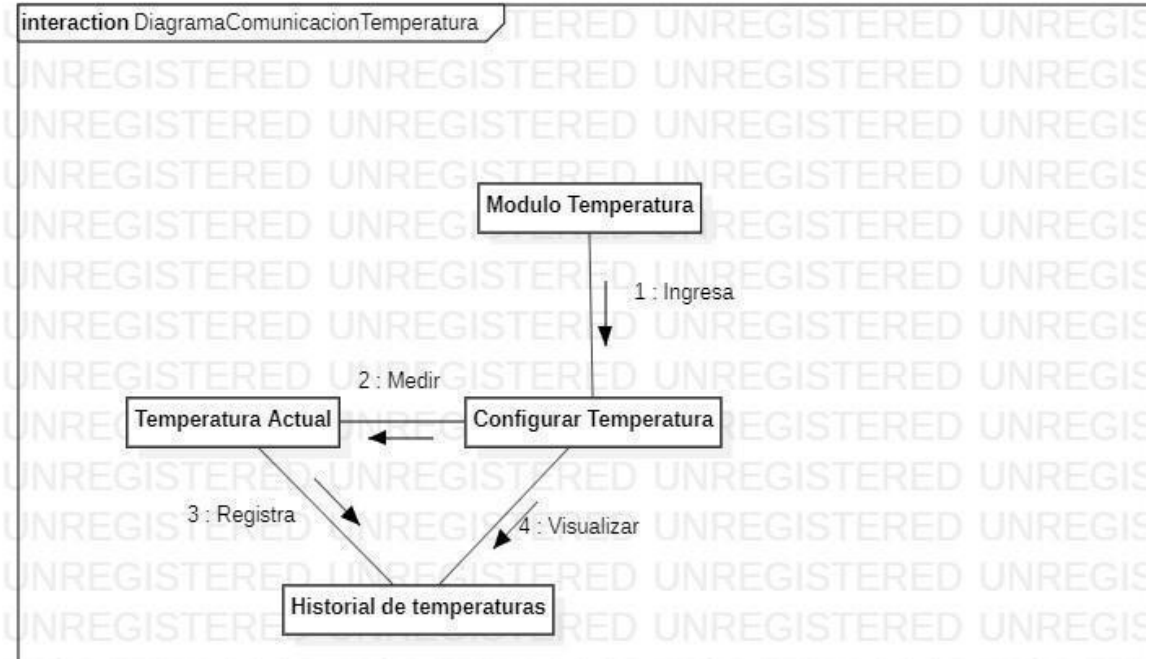 interaction DiagramaComunicacionTemperatura
Modulo Temperatura
1 : Ingresa
2 : Medir
Temperatura Actual
Configurar Temperatura
3 : Registra
4 : Visualizar
Historial de temperaturas
UNREGISTERED